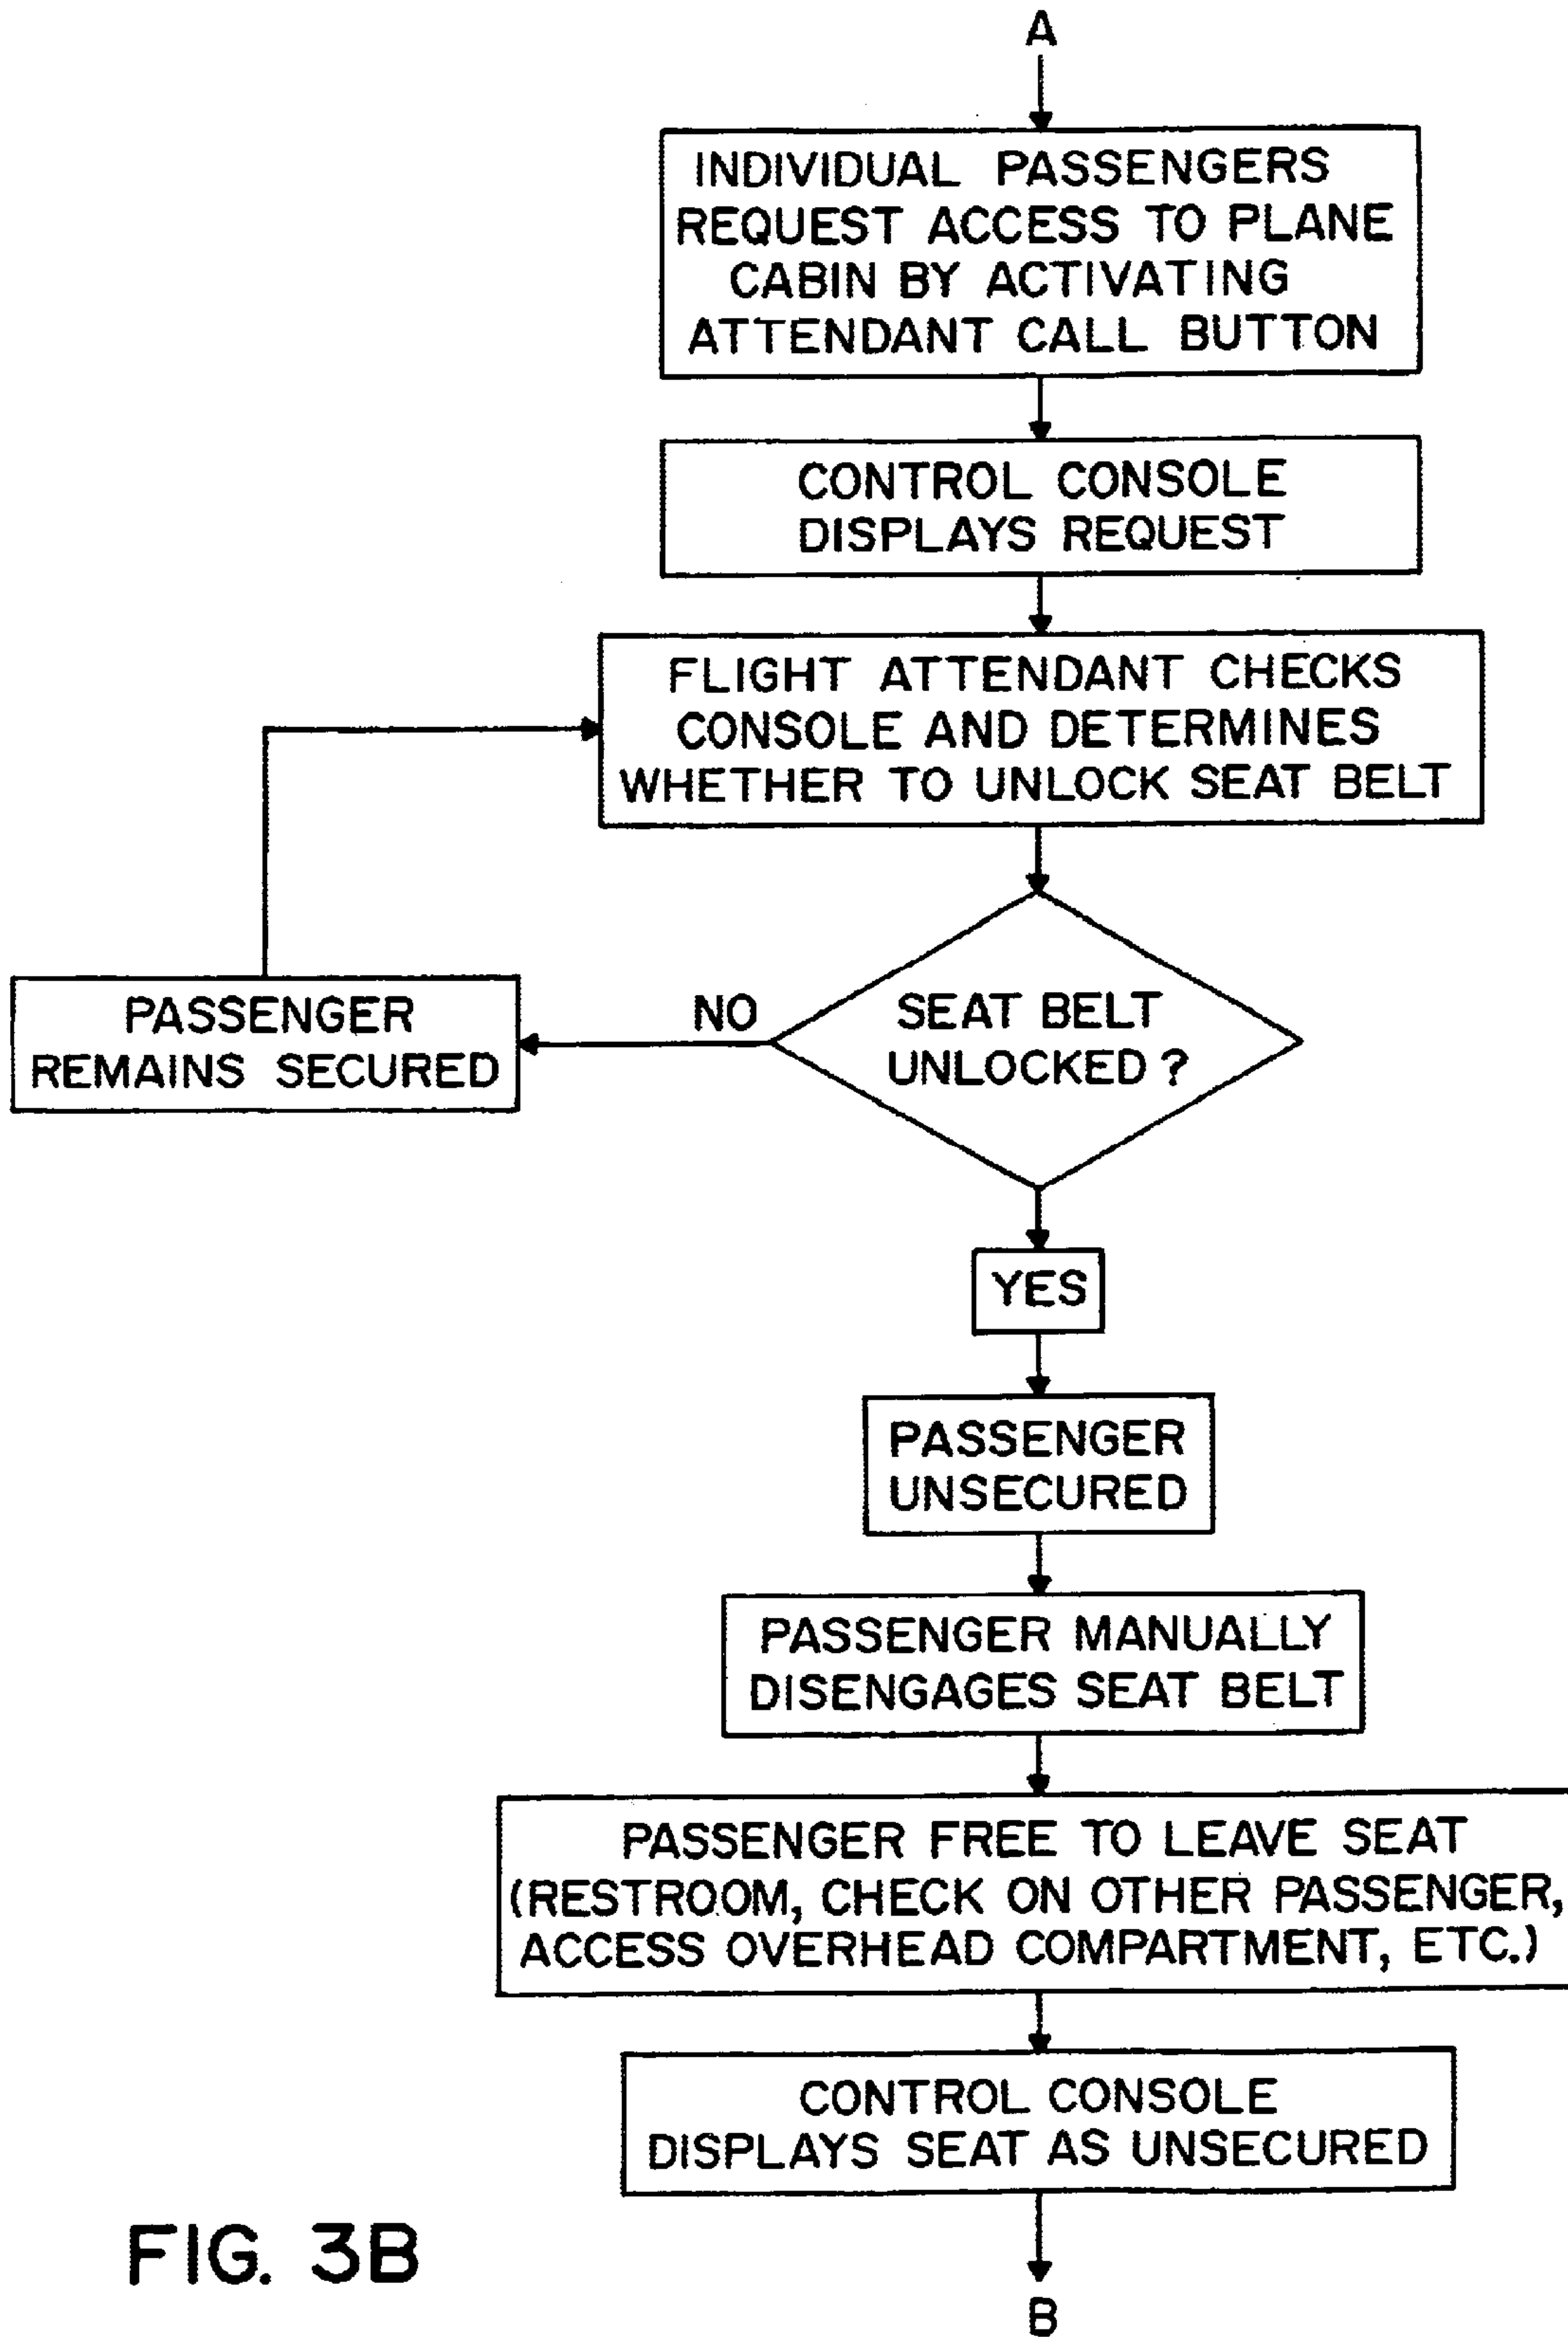 A
INDIVIDUAL PASSENGERS
REQUEST ACCESS TO PLANE
CABIN BY ACTIVATING
ATTENDANT CALL BUTTON
CONTROL CONSOLE
DISPLAYS REQUEST
FLIGHT ATTENDANT CHECKS
CONSOLE AND DETERMINES
WHETHER TO UNLOCK SEAT BELT
SEAT BELT
UNLOCKED?
NO
PASSENGER
REMAINS SECURED
YES
PASSENGER
UNSECURED
PASSENGER MANUALLY
DISENGAGES SEAT BELT
PASSENGER FREE TO LEAVE SEAT
(RESTROOM, CHECK ON OTHER PASSENGER,
ACCESS OVERHEAD COMPARTMENT, ETC.)
CONTROL CONSOLE
DISPLAYS SEAT AS UNSECURED
B
FIG. 3B